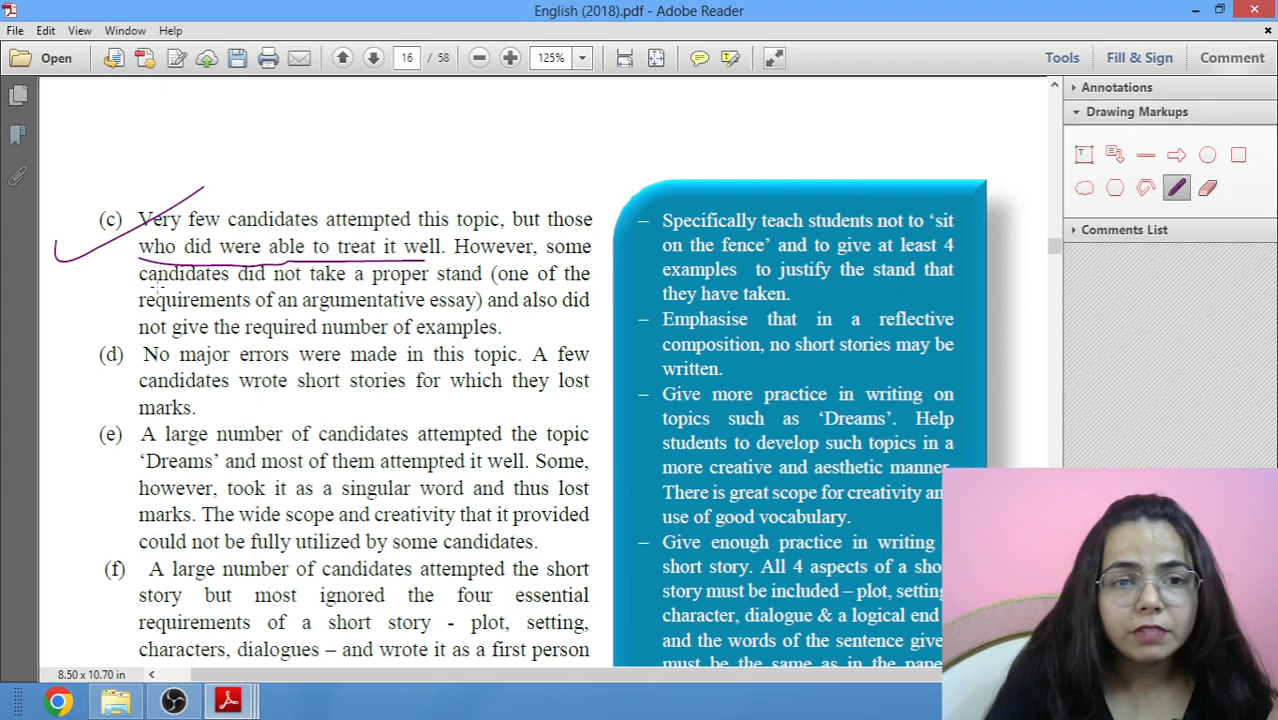 English (2018).pdf - Adobe Reader
File Edit View Window Help
Open 16 / 58 125% Tools Fill & Sign Comment
Annotations
Drawing Markups
Comments List
(c) Very few candidates attempted this topic, but those
who did were able to treat it well. However, some
candidates did not take a proper stand (one of the
requirements of an argumentative essay) and also did
not give the required number of examples.
(d) No major errors were made in this topic. A few
candidates wrote short stories for which they lost
marks.
(e) A large number of candidates attempted the topic
‘Dreams’ and most of them attempted it well. Some,
however, took it as a singular word and thus lost
marks. The wide scope and creativity that it provided
could not be fully utilized by some candidates.
(f) A large number of candidates attempted the short
story but most ignored the four essential
requirements of a short story - plot, setting,
characters, dialogues – and wrote it as a first person
– Specifically teach students not to ‘sit
on the fence’ and to give at least 4
examples to justify the stand that
they have taken.
– Emphasise that in a reflective
composition, no short stories may be
written.
– Give more practice in writing on
topics such as ‘Dreams’. Help
students to develop such topics in a
more creative and aesthetic manner.
There is great scope for creativity an
use of good vocabulary.
– Give enough practice in writing
short story. All 4 aspects of a sho
story must be included – plot, setting
character, dialogue & a logical end
and the words of the sentence give
must be the same as in the pape
8.50 x 10.70 in